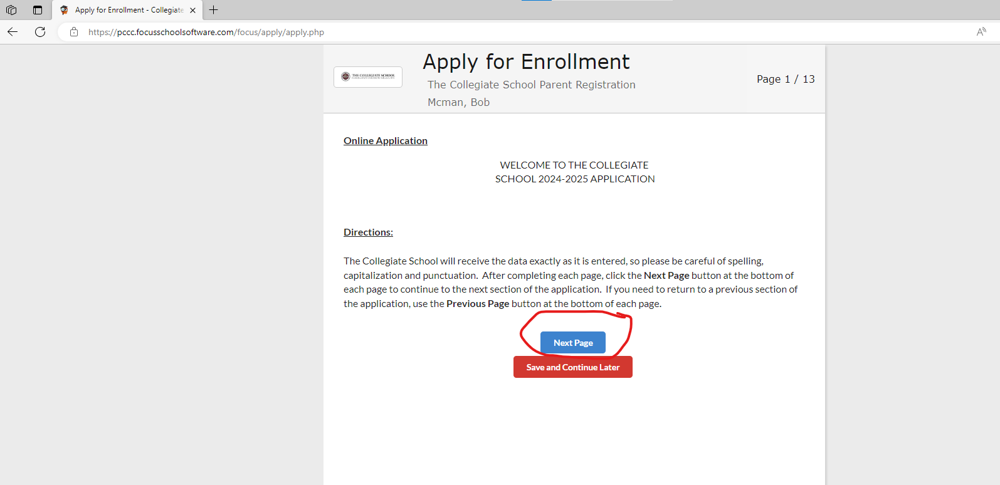 Apply for Enrollment - Collegiate
https://pccc.focusschoolsoftware.com/focus/apply/apply.php
THE COLLEGIATE SCHOOL
Apply for Enrollment
The Collegiate School Parent Registration
Mcman, Bob
Page 1 / 13
Online Application
WELCOME TO THE COLLEGIATE
SCHOOL 2024-2025 APPLICATION
Directions:
The Collegiate School will receive the data exactly as it is entered, so please be careful of spelling,
capitalization and punctuation.  After completing each page, click the Next Page button at the bottom of
each page to continue to the next section of the application.  If you need to return to a previous section of
the application, use the Previous Page button at the bottom of each page.
Next Page
Save and Continue Later